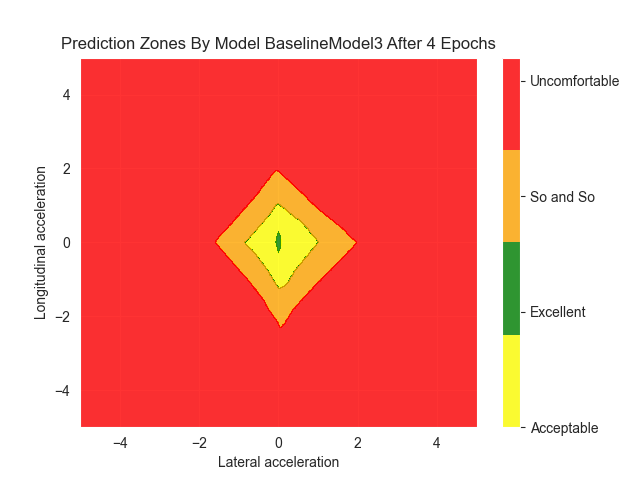 Prediction Zones By Model BaselineModel3 After 4 Epochs
Longitudinal acceleration
4
2
0
−2
−4
−4
−2
0
2
4
Lateral acceleration
Uncomfortable
So and So
Excellent
Acceptable